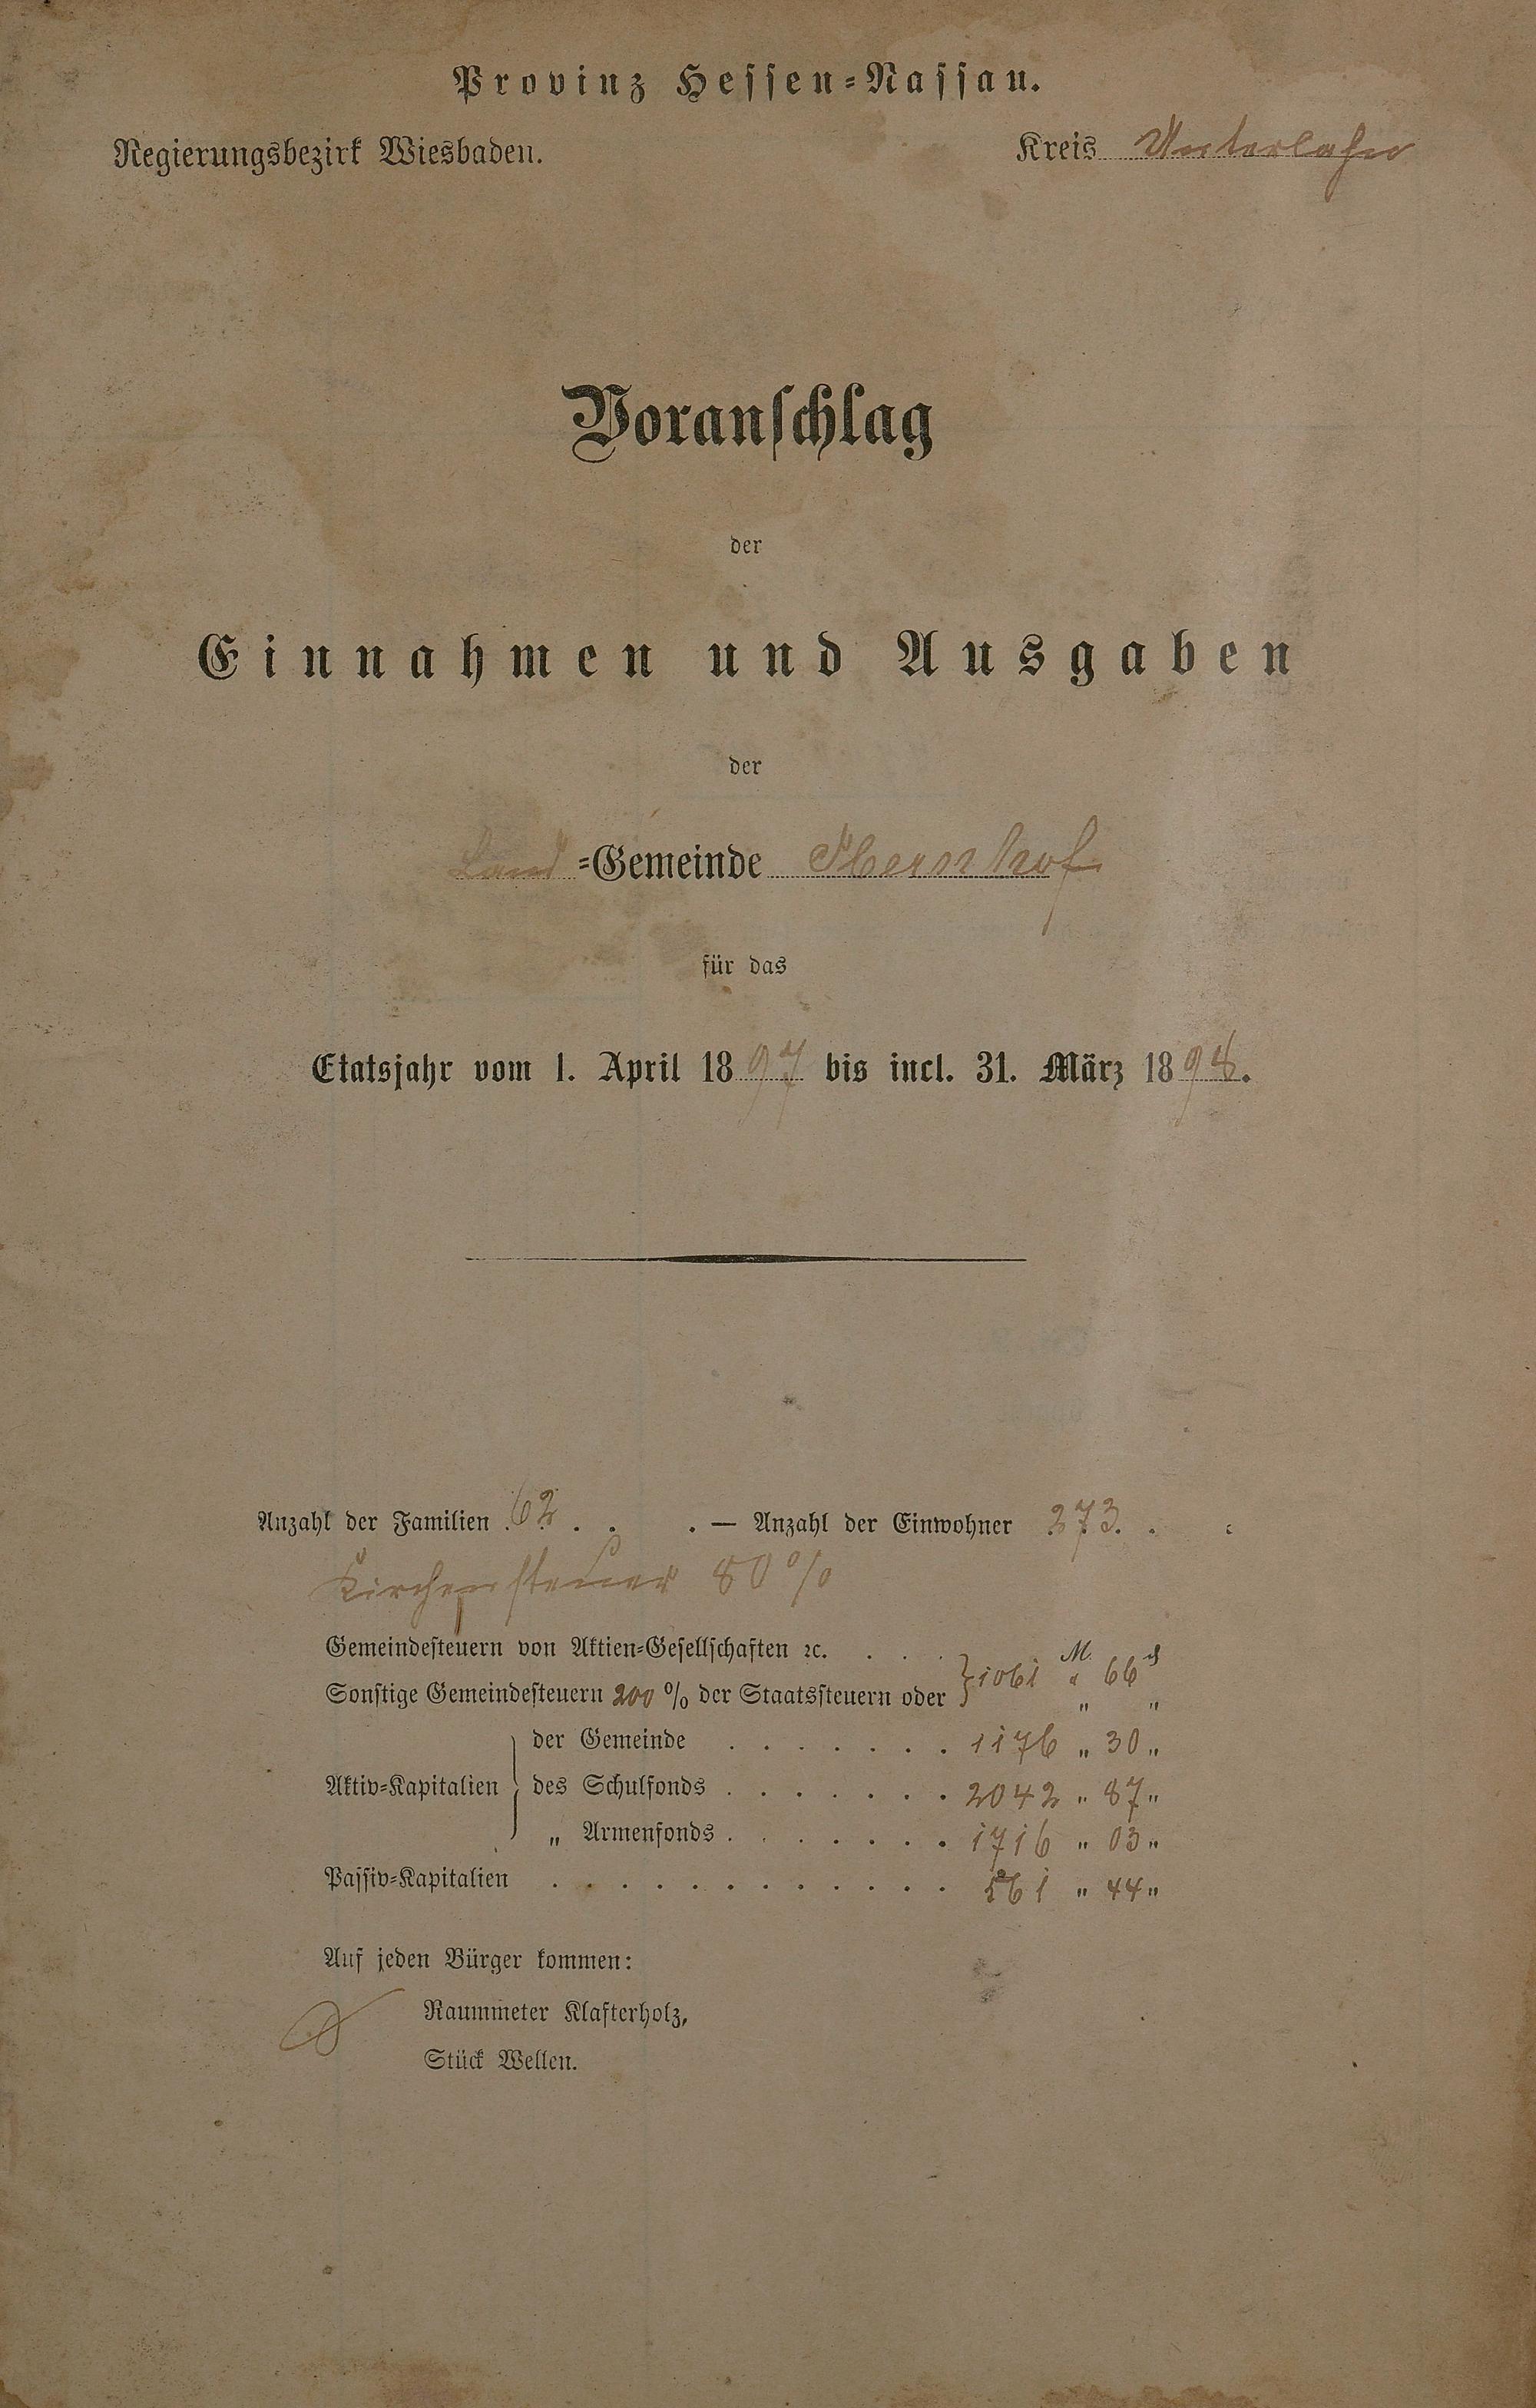 Provinz Hessen=Nassau.
Regierungsbezirk Wiesbaden.
Kreis Unterlahn
Voranschlag
der
Einnahmen und Ausgaben
der
Land =Gemeinde Obernhof
für das
Etatsjahr vom 1. April 1897 bis incl. 31. März 1898.
Anzahl der Familien 62 . . . — Anzahl der Einwohner 273. . .
Kirchensteuer 80 %
Gemeindesteuern von Aktien=Gesellschaften ꝛc. . . . M. ₰
1061 " 66
Sonstige Gemeindesteuern 200 % der Staatssteuern oder " "
der Gemeinde . . . . . . . 1176 " 30 "
Aktiv=Kapitalien des Schulfonds . . . . . . . 2042 " 87 "
" Armenfonds . . . . . . . 1716 " 03 "
Passiv=Kapitalien . . . . . . . . . . . . 561 " 44 "
Auf jeden Bürger kommen:
Raummeter Klafterholz,
Stück Wellen.